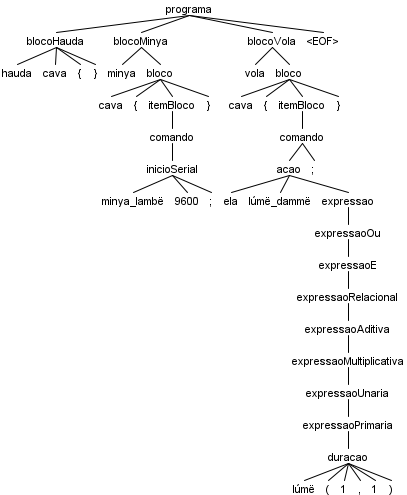 programa
blocoHauda blocoMinya blocoVola <EOF>
hauda cava { } minya bloco vola bloco
cava { itemBloco } cava { itemBloco }
comando comando
inicioSerial acao ;
minya_lambë 9600 ; ela lúmë_dammë expressao
expressaoOu
expressaoE
expressaoRelacional
expressaoAditiva
expressaoMultiplicativa
expressaoUnaria
expressaoPrimaria
duracao
lúmë ( 1 , 1 )